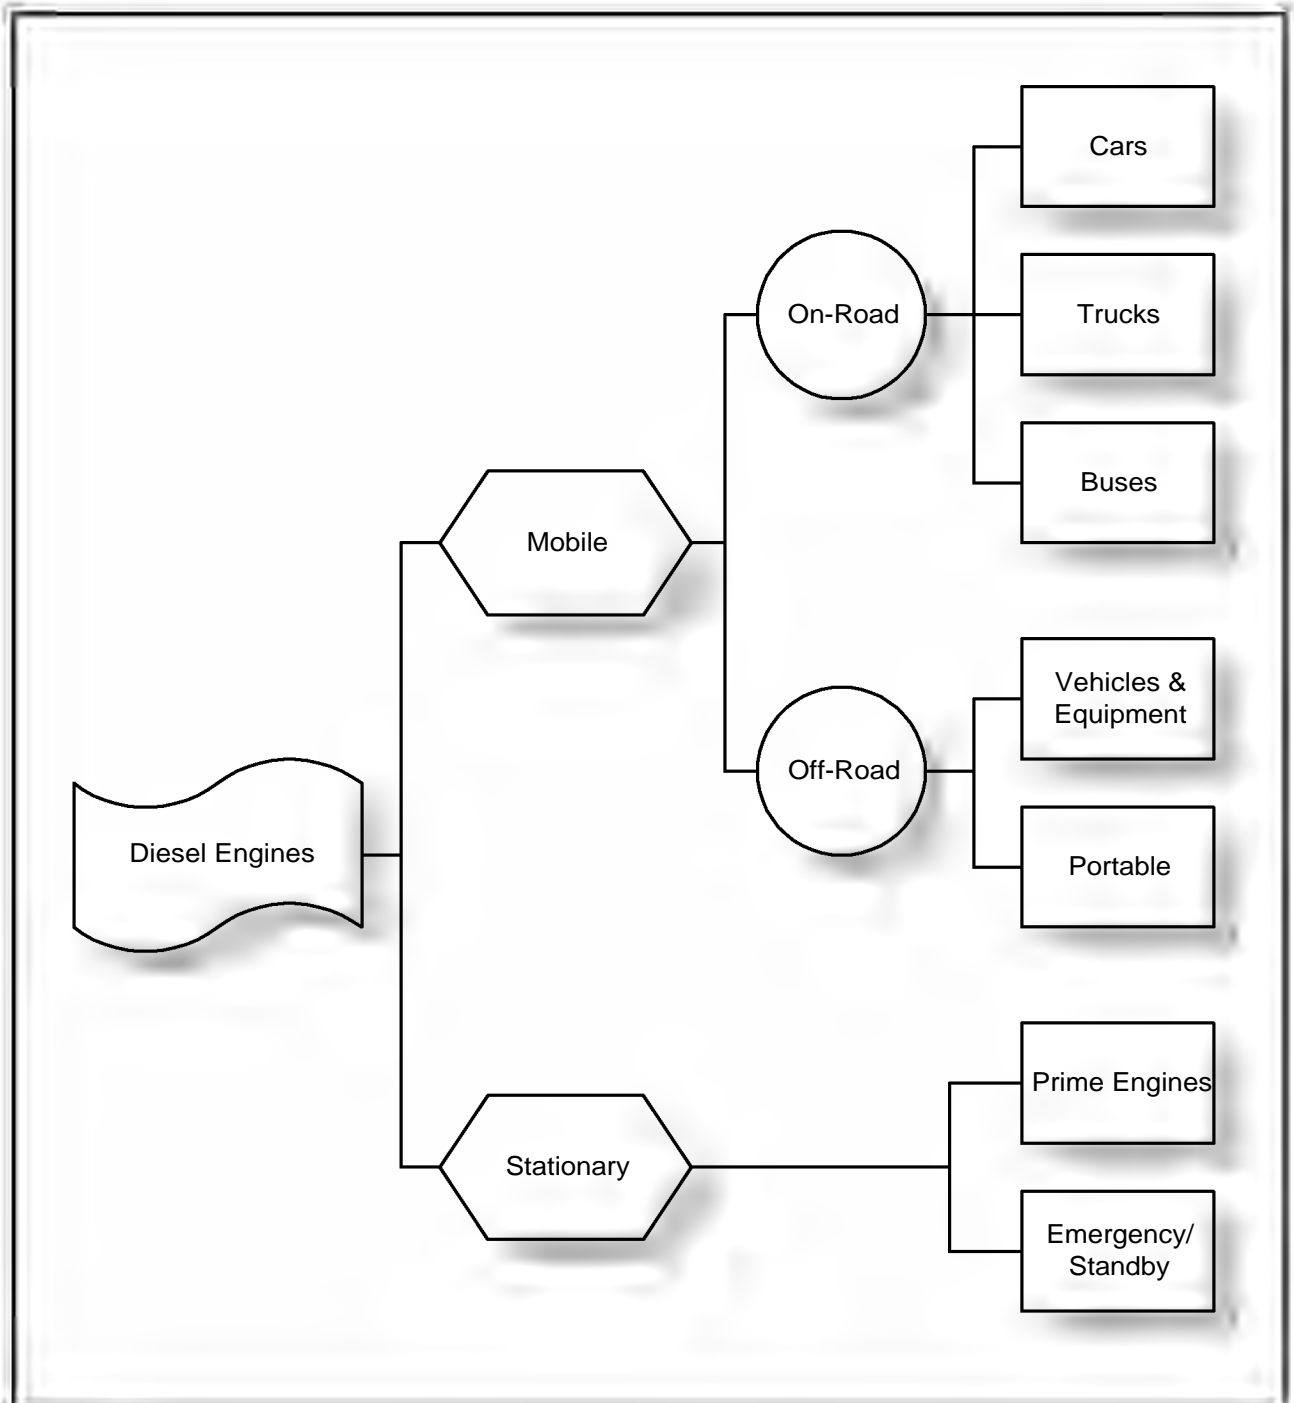 Cars
Trucks
Buses
On-Road
Mobile
Vehicles &
Equipment
Off-Road
Portable
Diesel Engines
Prime Engines
Stationary
Emergency/
Standby